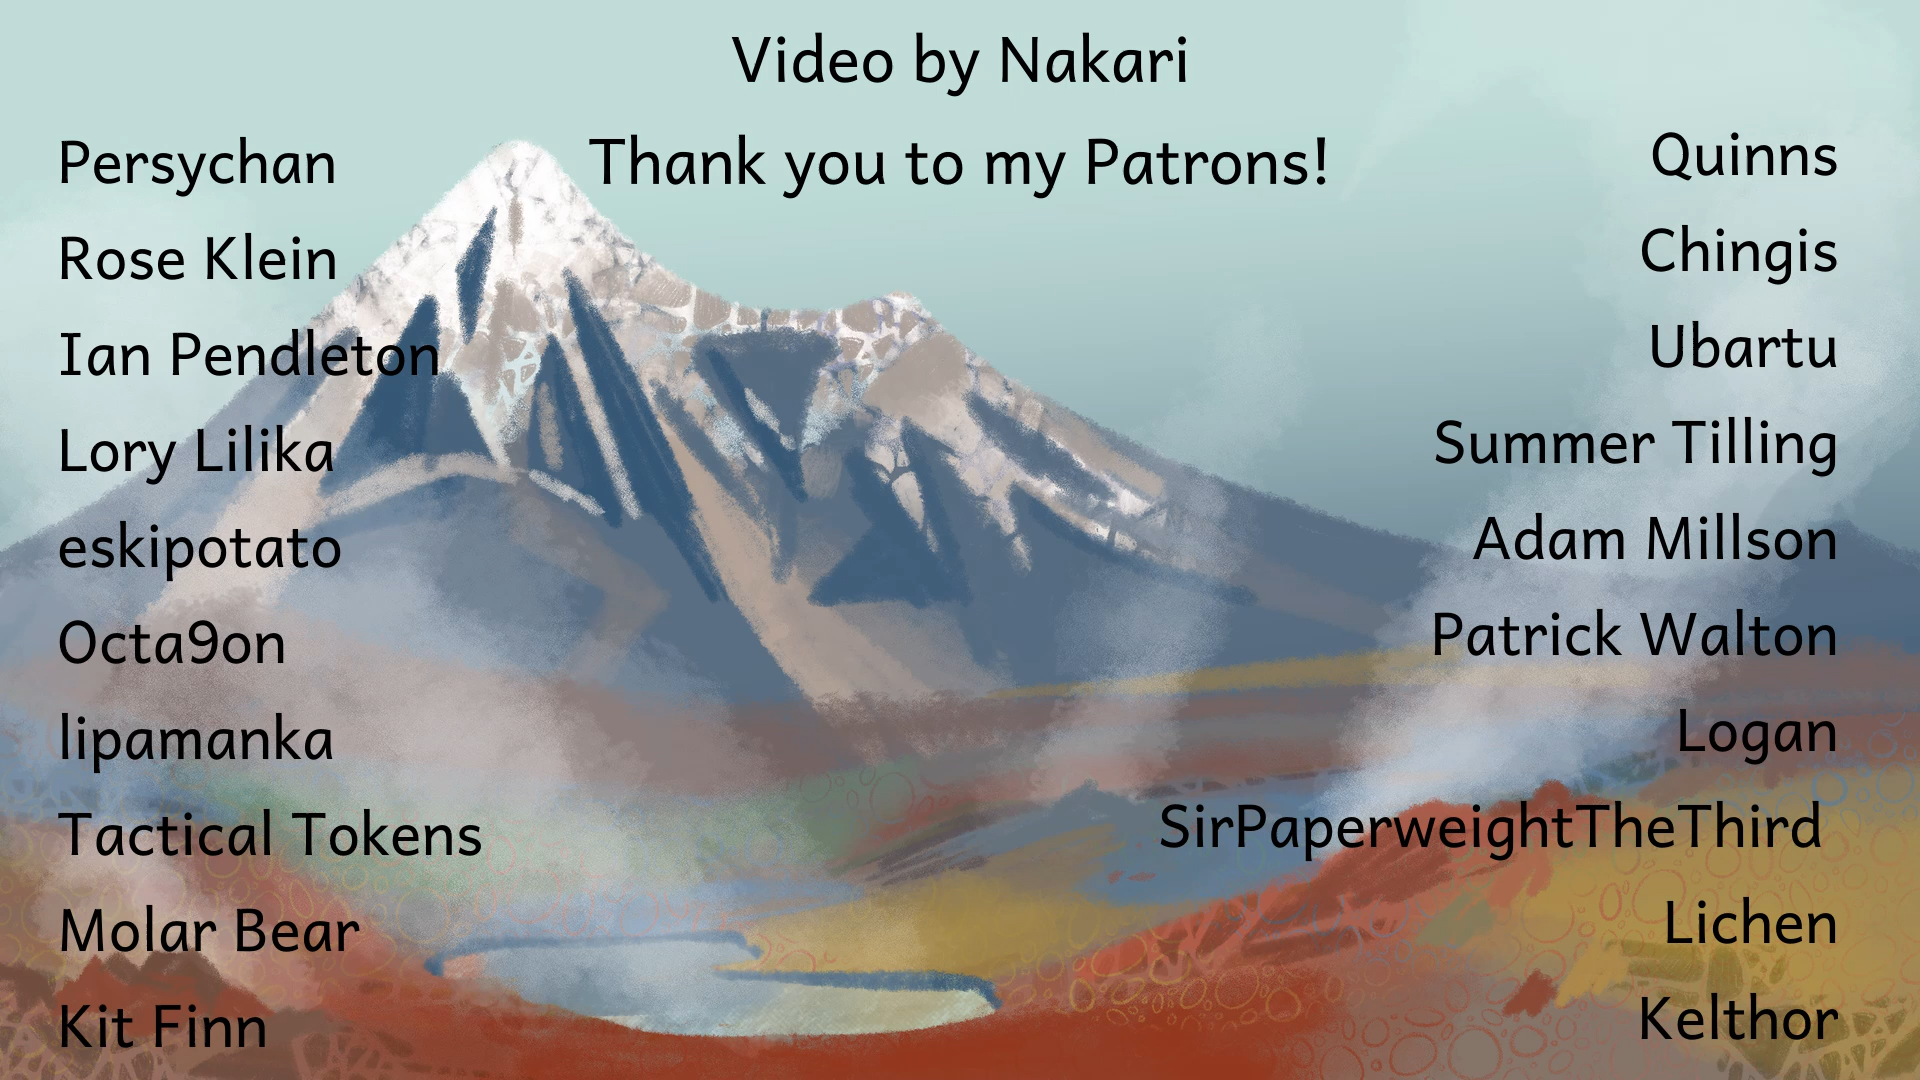 Video by Nakari
Thank you to my Patrons!
Persychan
Rose Klein
Ian Pendleton
Lory Lilika
eskipotato
Octa9on
lipamanka
Tactical Tokens
Molar Bear
Kit Finn
Quinns
Chingis
Ubartu
Summer Tilling
Adam Millson
Patrick Walton
Logan
SirPaperweightTheThird
Lichen
Kelthor